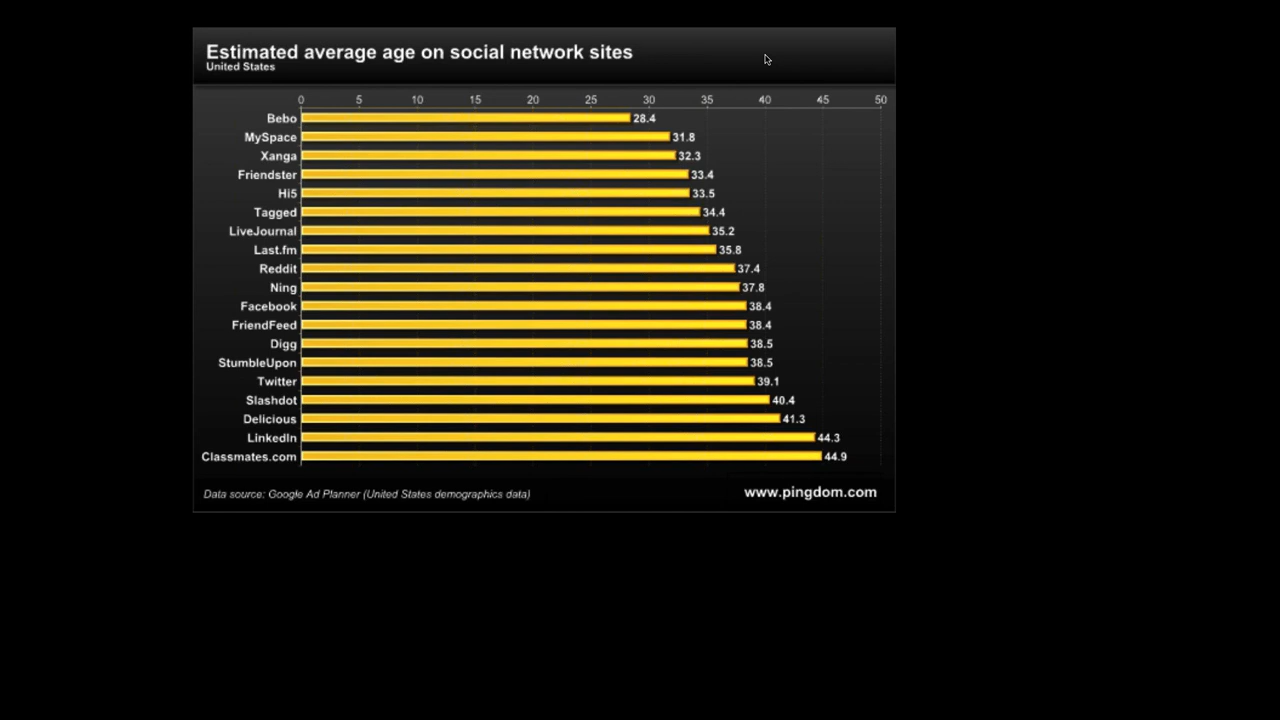 Estimated average age on social network sites
United States
0 5 10 15 20 25 30 35 40 45 50
Bebo 28.4
MySpace 31.8
Xanga 32.3
Friendster 33.4
Hi5 33.5
Tagged 34.4
LiveJournal 35.2
Last.fm 35.8
Reddit 37.4
Ning 37.8
Facebook 38.4
FriendFeed 38.4
Digg 38.5
StumbleUpon 38.5
Twitter 39.1
Slashdot 40.4
Delicious 41.3
LinkedIn 44.3
Classmates.com 44.9
Data source: Google Ad Planner (United States demographics data) www.pingdom.com